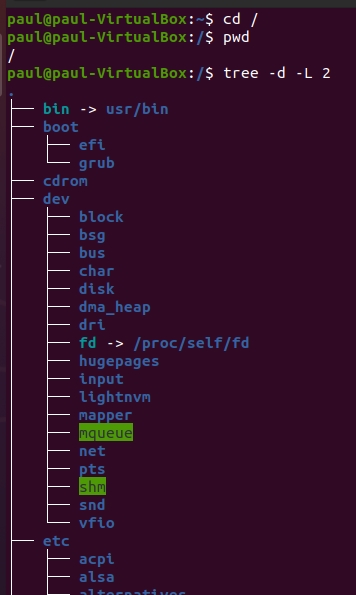 paul@paul-VirtualBox:~$ cd /
paul@paul-VirtualBox:/$ pwd
/
paul@paul-VirtualBox:/$ tree -d -L 2
.
├── bin -> usr/bin
├── boot
│   ├── efi
│   └── grub
├── cdrom
├── dev
│   ├── block
│   ├── bsg
│   ├── bus
│   ├── char
│   ├── disk
│   ├── dma_heap
│   ├── dri
│   ├── fd -> /proc/self/fd
│   ├── hugepages
│   ├── input
│   ├── lightnvm
│   ├── mapper
│   ├── mqueue
│   ├── net
│   ├── pts
│   ├── shm
│   ├── snd
│   └── vfio
├── etc
│   ├── acpi
│   ├── alsa
│   ├── alternatives